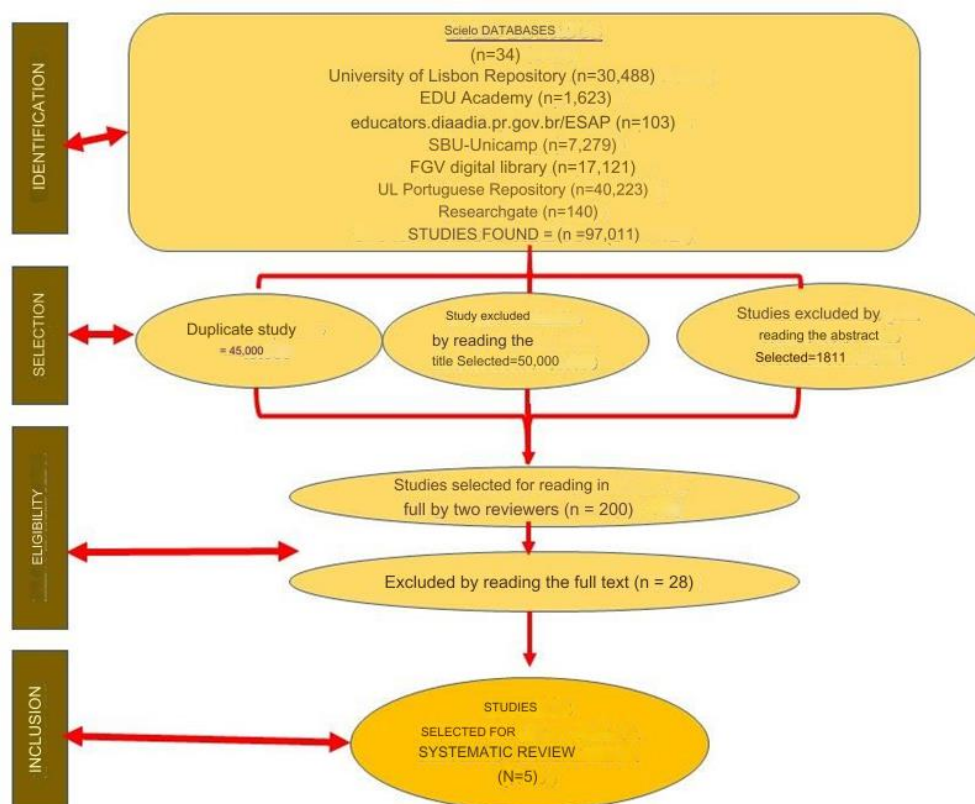 IDENTIFICATION
Scielo DATABASES
(n=34)
University of Lisbon Repository (n=30,488)
EDU Academy (n=1,623)
educators.diaadia.pr.gov.br/ESAP (n=103)
SBU-Unicamp (n=7,279)
FGV digital library (n=17,121)
UL Portuguese Repository (n=40,223)
Researchgate (n=140)
STUDIES FOUND = (n =97,011)
SELECTION
Duplicate study
= 45,000
Study excluded
by reading the
title Selected=50,000
Studies excluded by
reading the abstract
Selected=1811
ELIGIBILITY
Studies selected for reading in
full by two reviewers (n = 200)
Excluded by reading the full text (n = 28)
INCLUSION
STUDIES
SELECTED FOR
SYSTEMATIC REVIEW
(N=5)